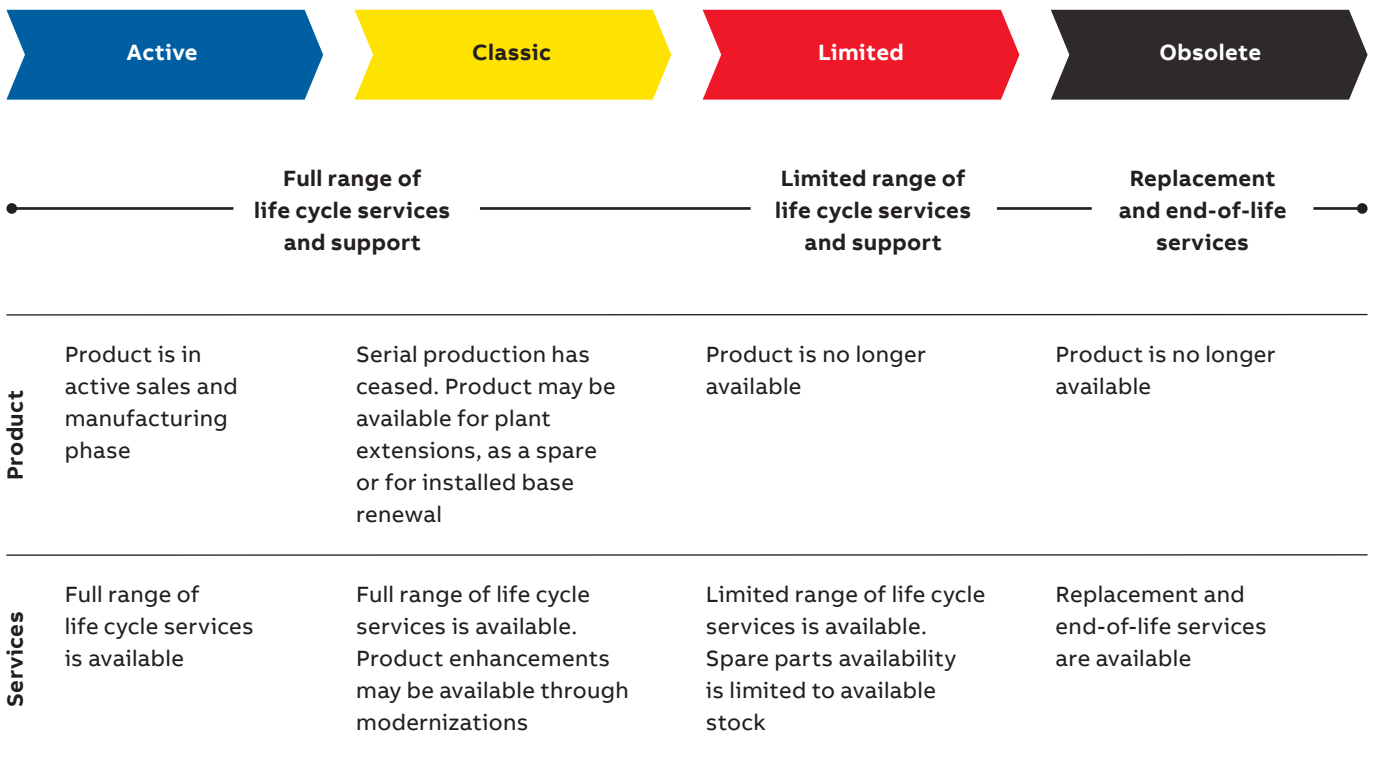 Active
Classic
Limited
Obsolete
Full range of
life cycle services
and support
Limited range of
life cycle services
and support
Replacement
and end-of-life
services
Product
Product is in
active sales and
manufacturing
phase
Serial production has
ceased. Product may be
available for plant
extensions, as a spare
or for installed base
renewal
Product is no longer
available
Product is no longer
available
Services
Full range of
life cycle services
is available
Full range of life cycle
services is available.
Product enhancements
may be available through
modernizations
Limited range of life cycle
services is available.
Spare parts availability
is limited to available
stock
Replacement and
end-of-life services
are available